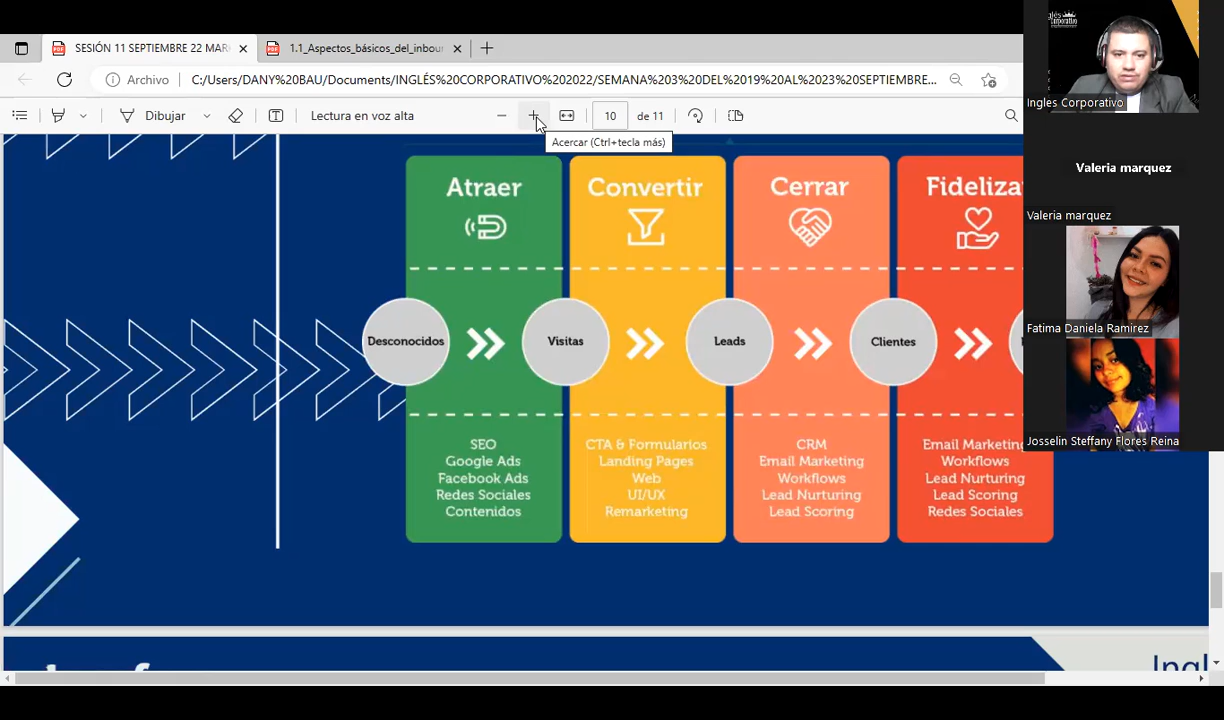 SESIÓN 11 SEPTIEMBRE 22 MAR
1.1_Aspectos_básicos_del_inbour
Archivo
C:/Users/DANY%20BAU/Documents/INGLÉS%20CORPORATIVO%202022/SEMANA%203%20DEL%2019%20AL%2023%20SEPTIEMBRE...
Dibujar
Lectura en voz alta
10
de 11
Acercar (Ctrl+tecla más)
Atraer
Convertir
Cerrar
Fideliza
Desconocidos
Visitas
Leads
Clientes
SEO
Google Ads
Facebook Ads
Redes Sociales
Contenidos
CTA & Formularios
Landing Pages
Web
UI/UX
Remarketing
CRM
Email Marketing
Workflows
Lead Nurturing
Lead Scoring
Email Marketing
Workflows
Lead Nurturing
Lead Scoring
Redes Sociales
Ingles Corporativo
Valeria marquez
Valeria marquez
Fatima Daniela Ramirez
Josselin Steffany Flores Reina